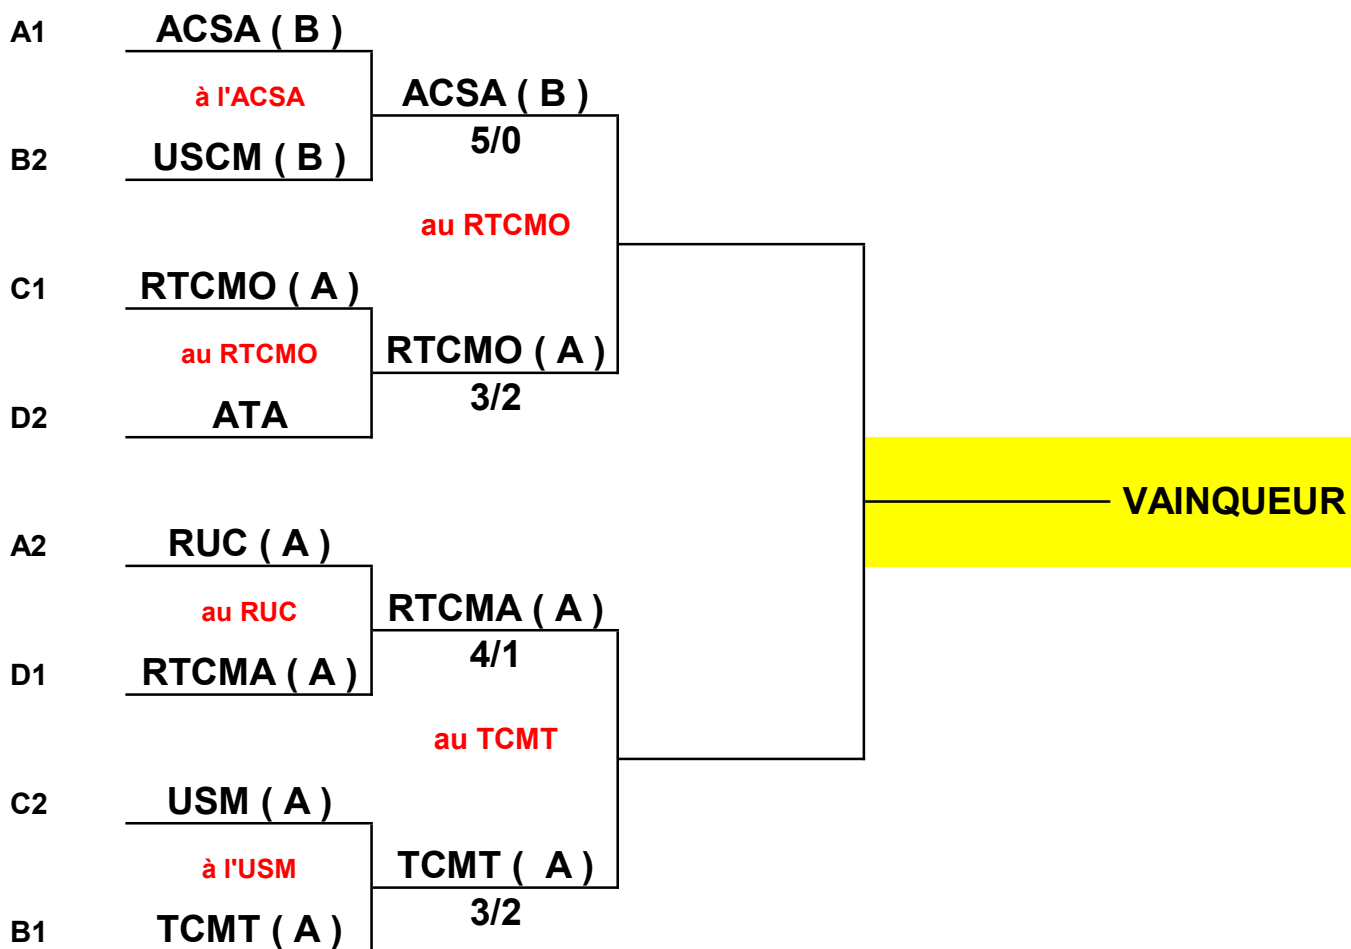 A1 ACSA ( B )
à l'ACSA ACSA ( B )
5/0
B2 USCM ( B )
au RTCMO
C1 RTCMO ( A )
au RTCMO RTCMO ( A )
3/2
D2 ATA
VAINQUEUR
A2 RUC ( A )
au RUC RTCMA ( A )
4/1
D1 RTCMA ( A )
au TCMT
C2 USM ( A )
à l'USM TCMT (  A )
3/2
B1 TCMT ( A )